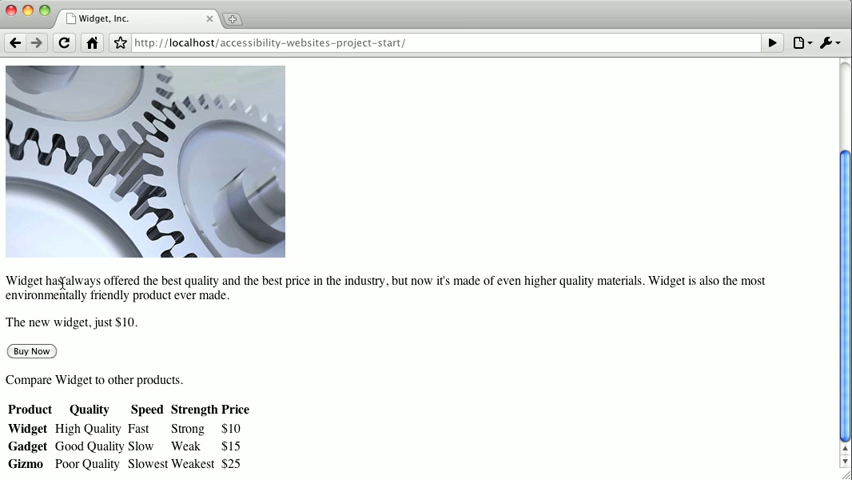 Widget, Inc.
http://localhost/accessibility-websites-project-start/
Widget has always offered the best quality and the best price in the industry, but now it's made of even higher quality materials. Widget is also the most
environmentally friendly product ever made.
The new widget, just $10.
Buy Now
Compare Widget to other products.
Product Quality Speed Strength Price
Widget High Quality Fast Strong $10
Gadget Good Quality Slow Weak $15
Gizmo Poor Quality Slowest Weakest $25